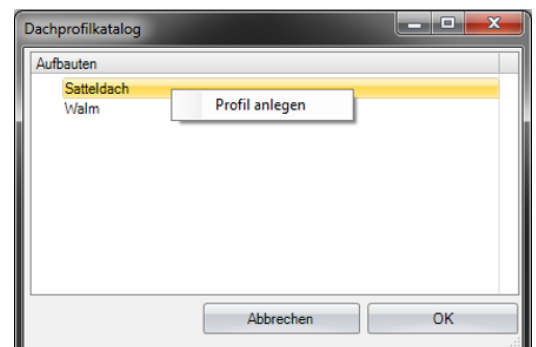 Dachprofilkatalog
Aufbauten
Satteldach
Profil anlegen
Walm
Abbrechen
OK